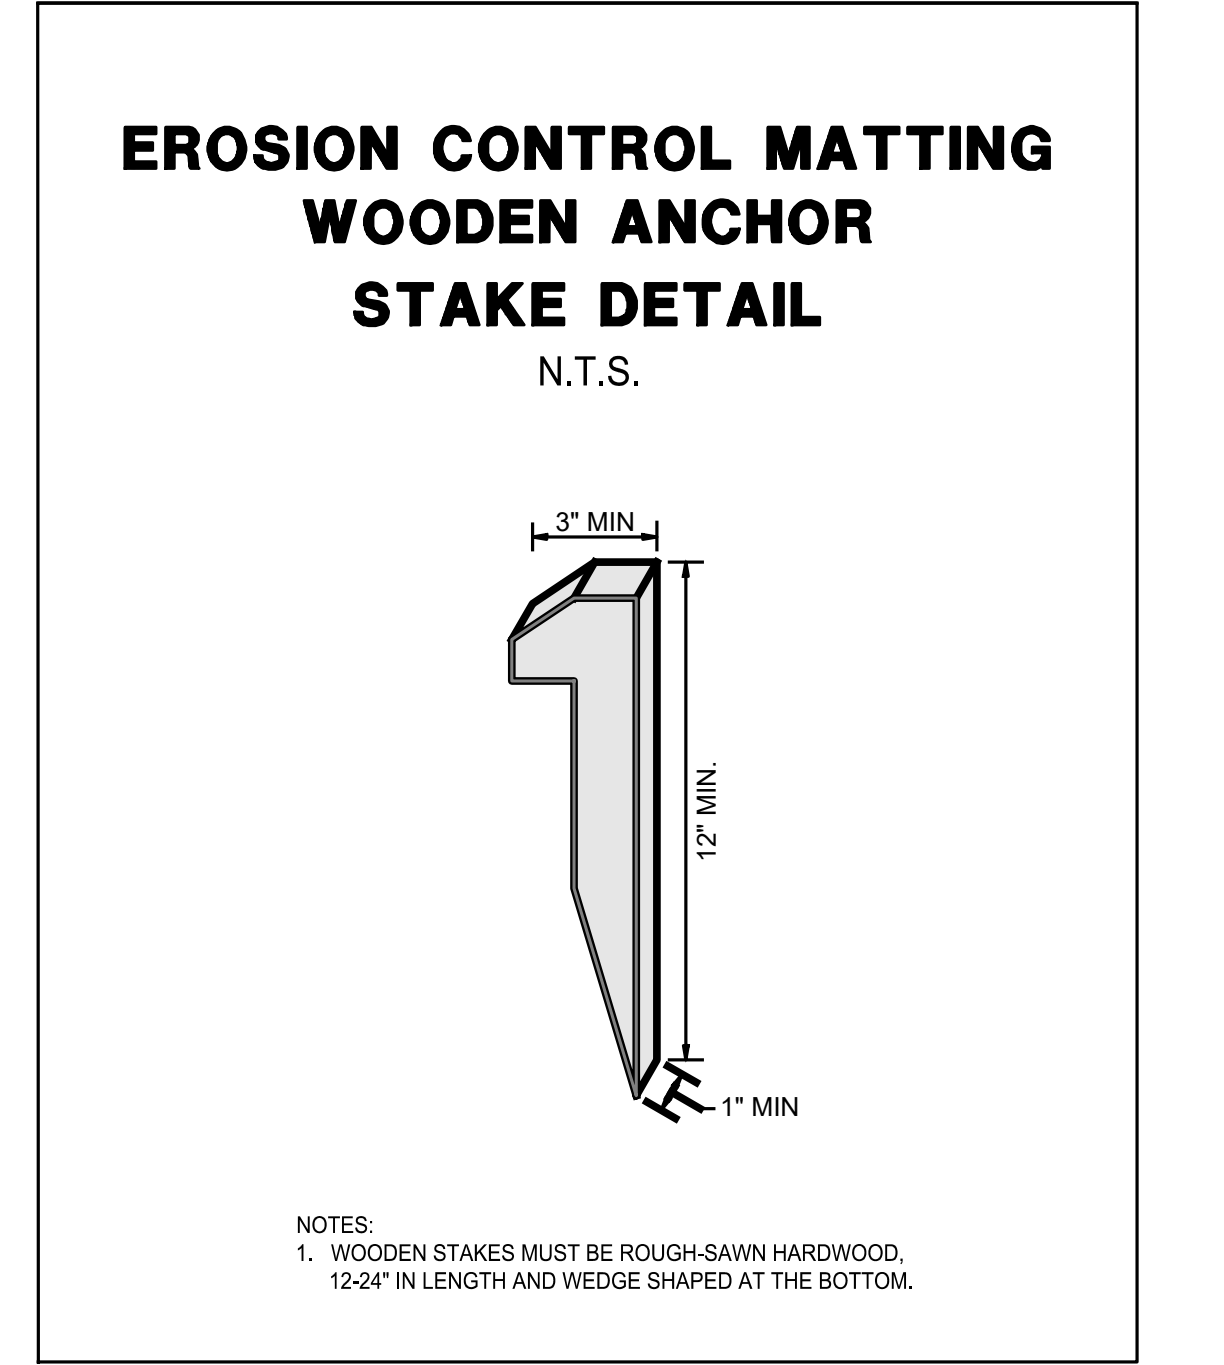 EROSION CONTROL MATTING
WOODEN ANCHOR
STAKE DETAIL
N.T.S.
3" MIN
12" MIN.
1" MIN
NOTES:
1. WOODEN STAKES MUST BE ROUGH-SAWN HARDWOOD,
12-24" IN LENGTH AND WEDGE SHAPED AT THE BOTTOM.